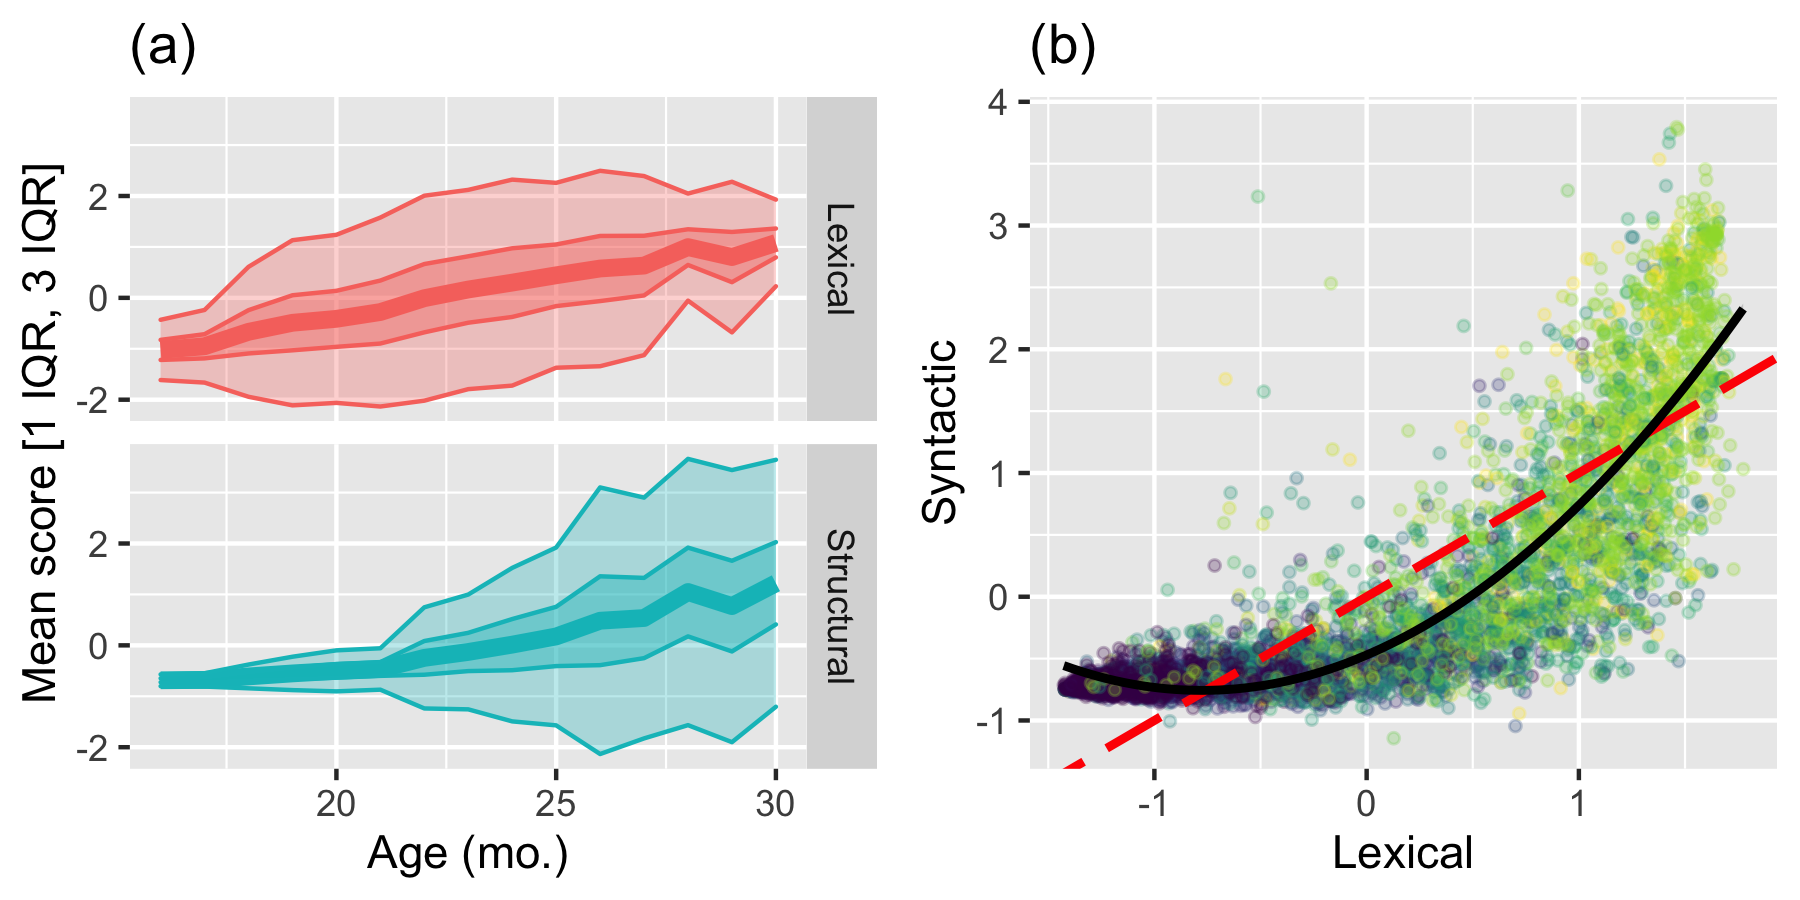 (a)
Mean score [1 IQR, 3 IQR]
2
0
-2
Lexical
2
0
-2
Structural
20 25 30
Age (mo.)
(b)
Syntactic
4
3
2
1
0
-1
-1 0 1
Lexical